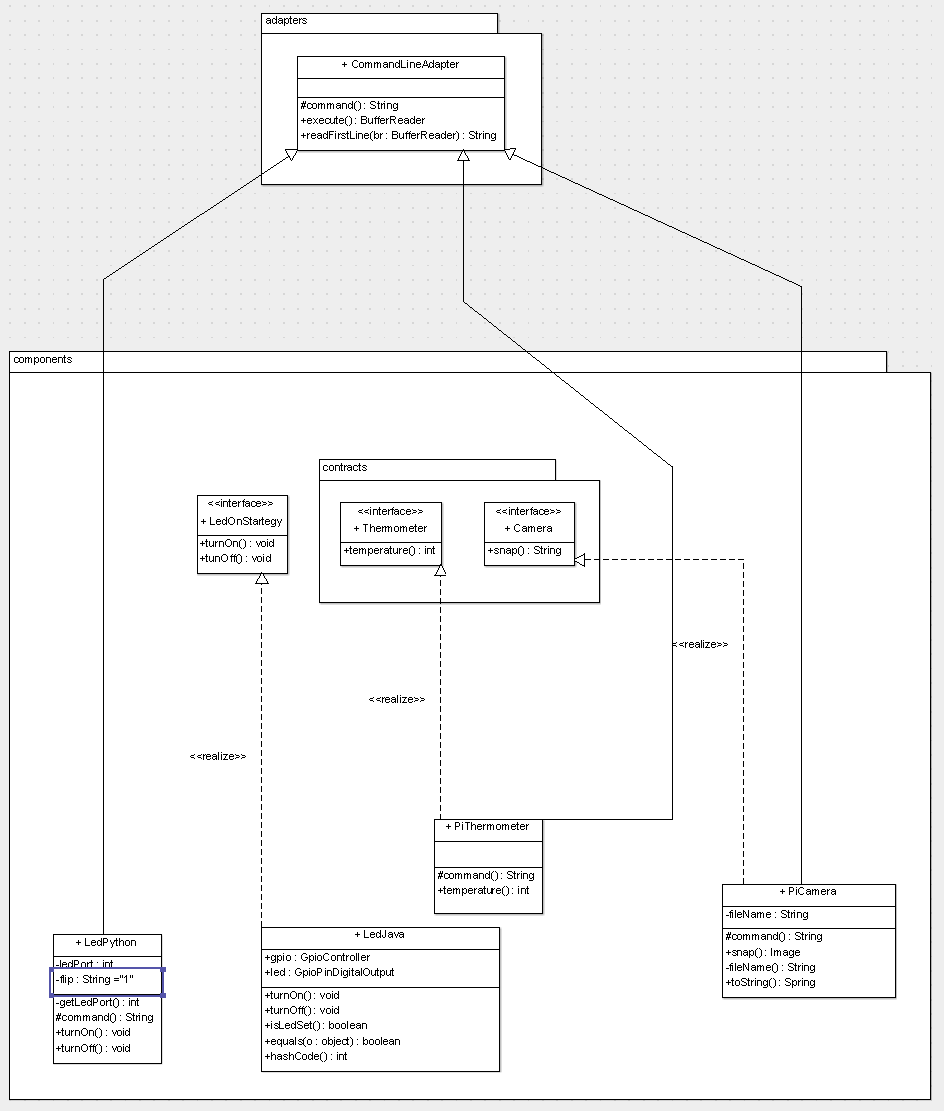 adapters
+ CommandLineAdapter
#command() : String
+execute() : BufferReader
+readFirstLine(br : BufferReader) : String
components
contracts
<<interface>>
+ LedOnStartegy
+turnOn() : void
+tunOff() : void
<<interface>>
+ Thermometer
+temperature() : int
<<interface>>
+ Camera
+snap() : String
<<realize>>
<<realize>>
<<realize>>
+ PiThermometer
#command() : String
+temperature() : int
+ PiCamera
-fileName : String
#command() : String
+snap() : Image
-fileName() : String
+toString() : Spring
+ LedPython
-ledPort : int
-flip : String ="1"
-getLedPort() : int
#command() : String
+turnOn() : void
+turnOff() : void
+ LedJava
+gpio : GpioController
+led : GpioPinDigitalOutput
+turnOn() : void
+turnOff() : void
+isLedSet() : boolean
+equals(o : object) : boolean
+hashCode() : int